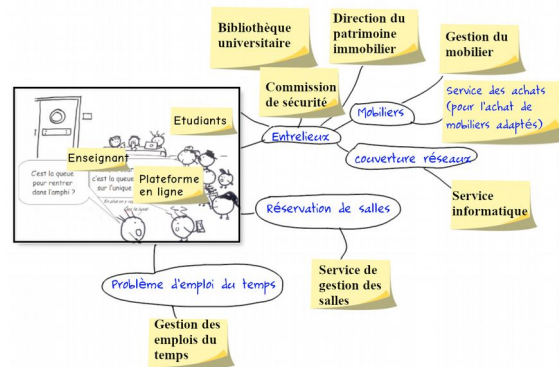 Bibliothèque
universitaire
Direction du
patrimoine
immobilier
Gestion du
mobilier
Commission
de sécurité
Mobiliers
Service des achats
(pour l'achat de
mobiliers adaptés)
Etudiants
Entrelieux
Enseignant
couverture réseaux
Plateforme
en ligne
C'est la queue
pour rentrer
dans l'amphi ?
C'est la queue
sur l'unique
Réservation de salles
Service
informatique
Problème d'emploi du temps
Service de
gestion des
salles
Gestion des
emplois du
temps